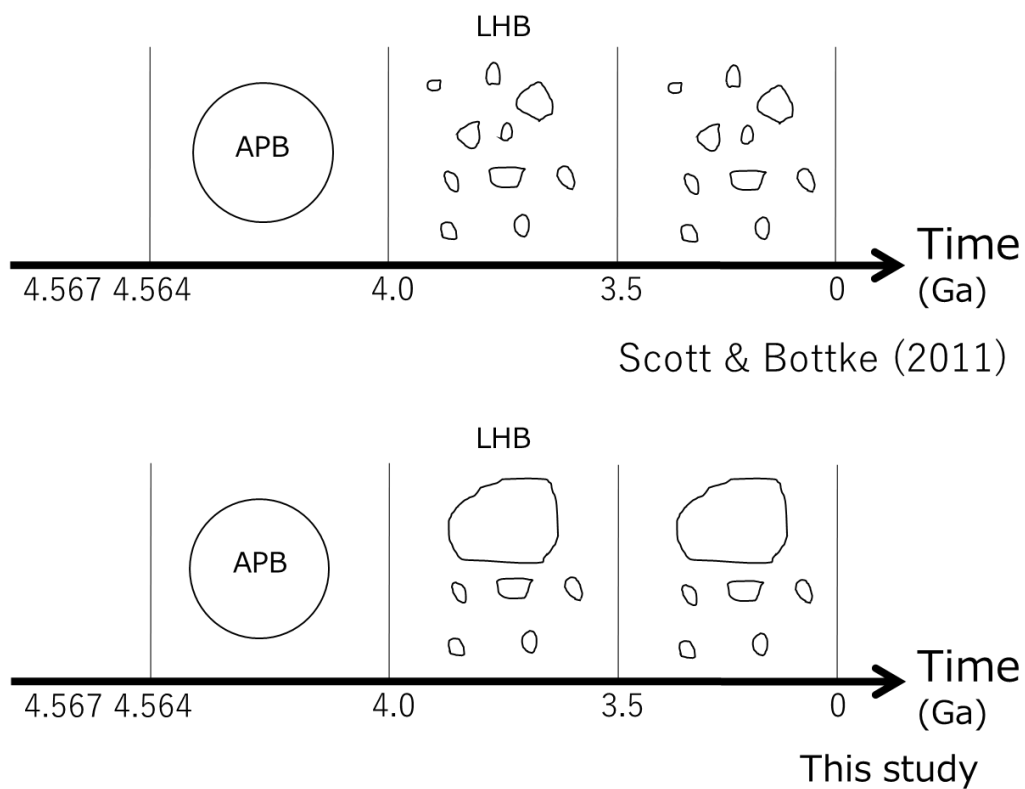 LHB
APB
Time
4.567 4.564 4.0 3.5 0 (Ga)
Scott & Bottke (2011)
LHB
APB
Time
4.567 4.564 4.0 3.5 0 (Ga)
This study